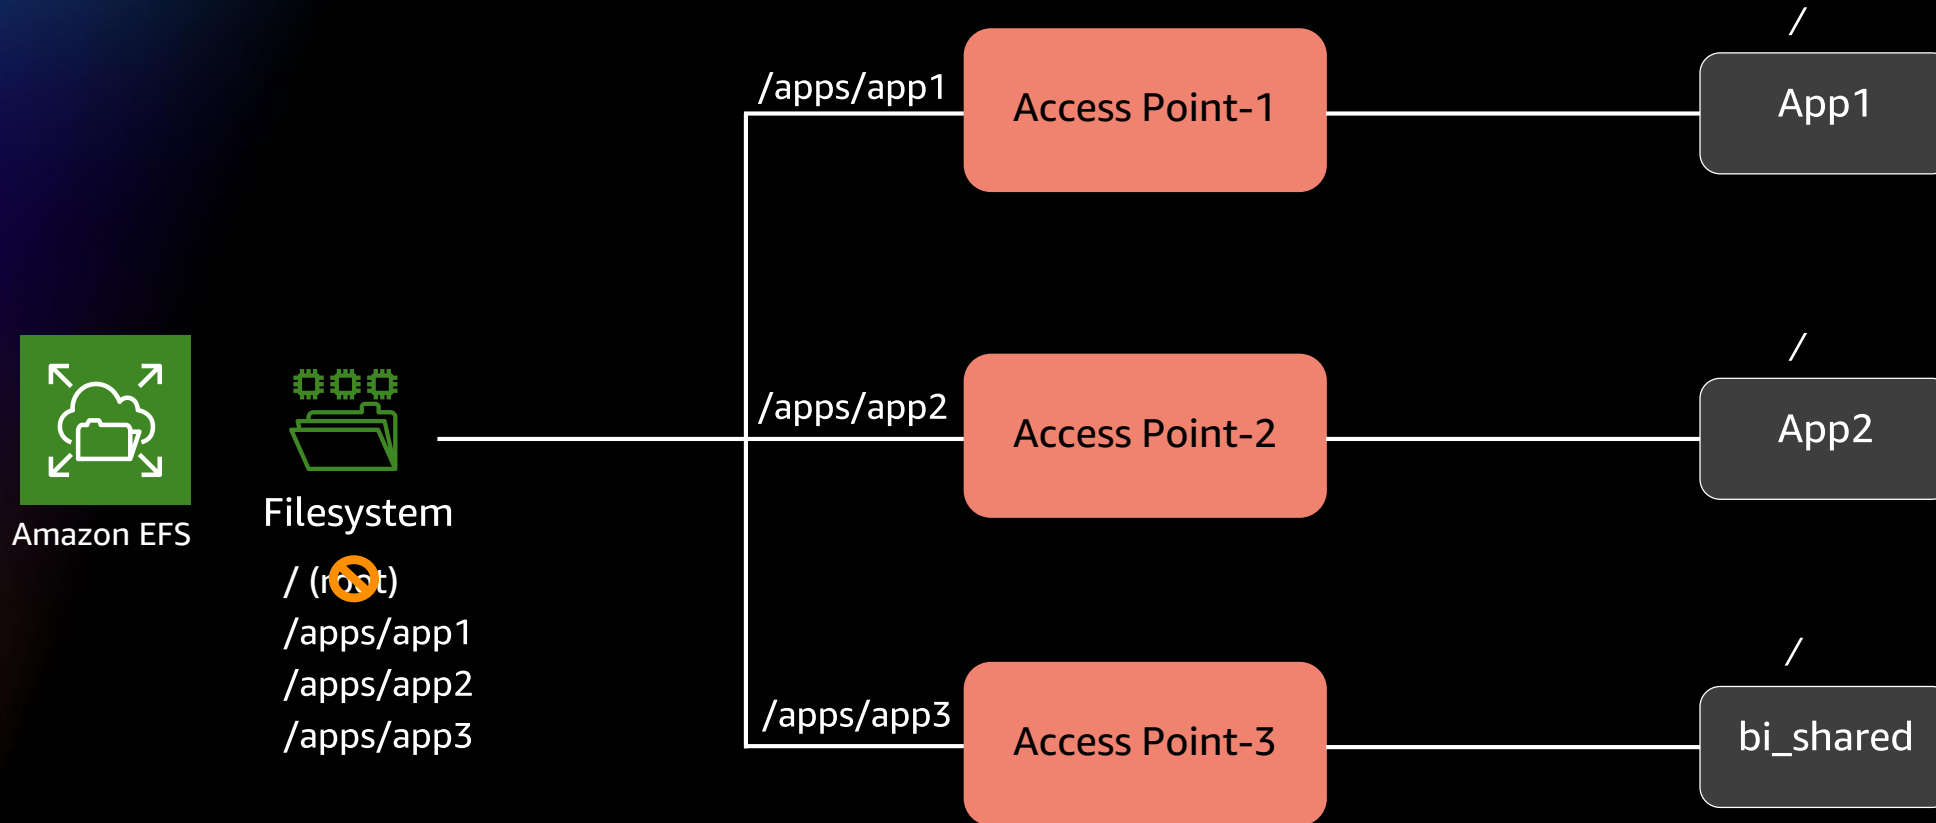 /
/apps/app1
Access Point-1
App1
/
Amazon EFS
Filesystem
/apps/app2
Access Point-2
App2
/ (root)
/apps/app1
/apps/app2
/apps/app3
/
/apps/app3
Access Point-3
bi_shared